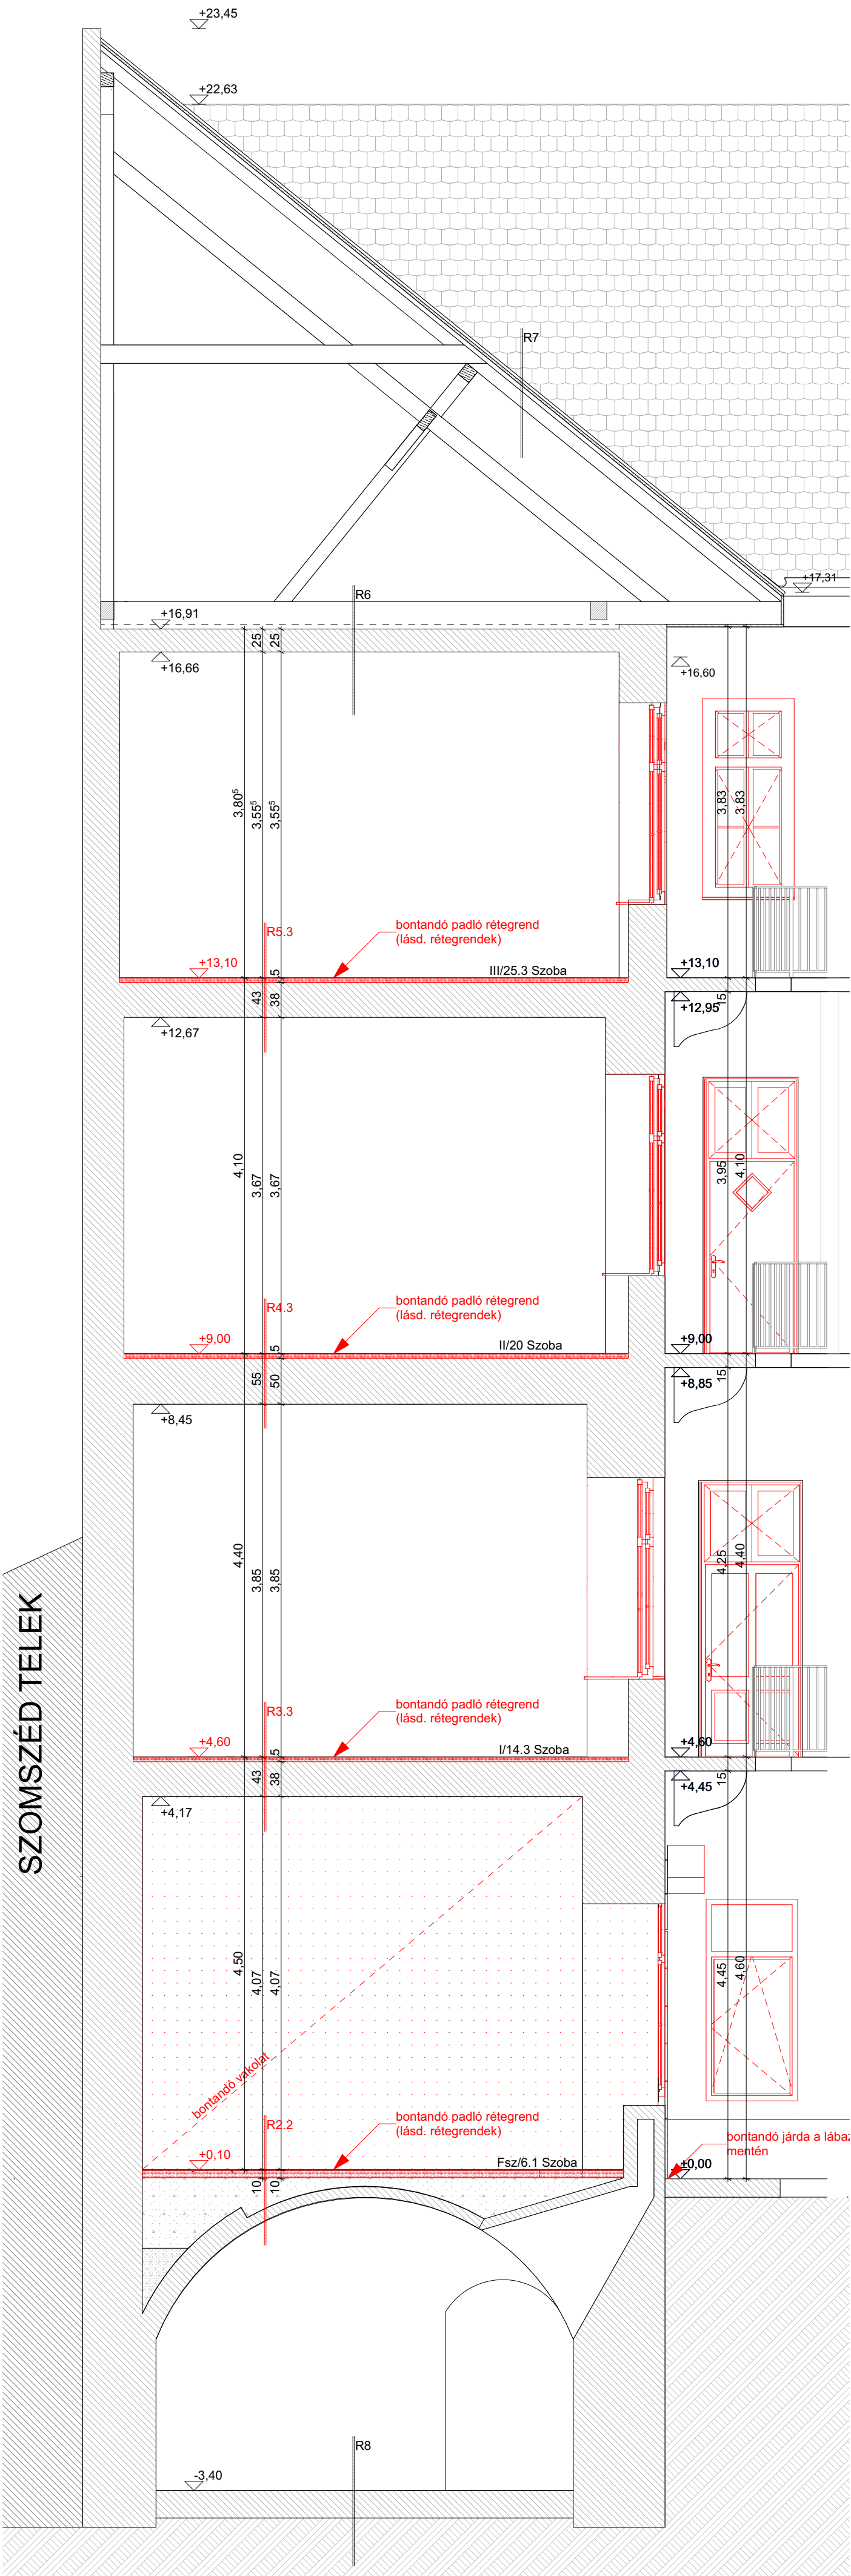 +23,45
+22,63
R7
+17,31
R6
+16,91
25
25
+16,66
+16,60
3,80⁵
3,55⁵
3,55⁵
3,83
3,83
R5.3
bontandó padló rétegrend
(lásd. rétegrendek)
+13,10
5
III/25.3 Szoba
+13,10
43
38
+12,95
15
+12,67
4,10
3,67
3,67
3,95
4,10
R4.3
bontandó padló rétegrend
(lásd. rétegrendek)
+9,00
5
II/20 Szoba
+9,00
55
50
+8,85
15
+8,45
4,40
3,85
3,85
4,25
4,40
SZOMSZÉD TELEK
R3.3
bontandó padló rétegrend
(lásd. rétegrendek)
+4,60
5
I/14.3 Szoba
+4,60
43
38
+4,45
15
+4,17
4,50
4,07
4,07
4,45
4,60
bontandó vakolat
R2.2
bontandó padló rétegrend
(lásd. rétegrendek)
bontandó járda a lábaz
mentén
+0,10
Fsz/6.1 Szoba
±0,00
10
10
R8
-3,40